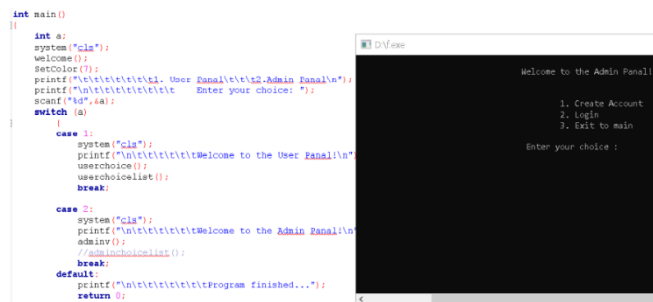 int main()
{
int a;
system("cls");
welcome();
SetColor(7);
printf("\t\t\t\t\t\t\t1. User Panal\t\t\t2.Admin Panal\n");
printf("\n\t\t\t\t\t\t\t\t    Enter your choice: ");
scanf("%d",&a);
switch (a)
{
case 1:
system("cls");
printf("\n\t\t\t\t\t\tWelcome to the User Panal!\n")
userchoice();
userchoicelist();
break;
case 2:
system("cls");
printf("\n\t\t\t\t\t\tWelcome to the Admin Panal!\n"
adminv();
//adminchoicelist();
break;
default:
printf("\n\t\t\t\t\t\t\tProgram finished...");
return 0;
D:\f.exe
Welcome to the Admin Panal!
1. Create Account
2. Login
3. Exit to main
Enter your choice :